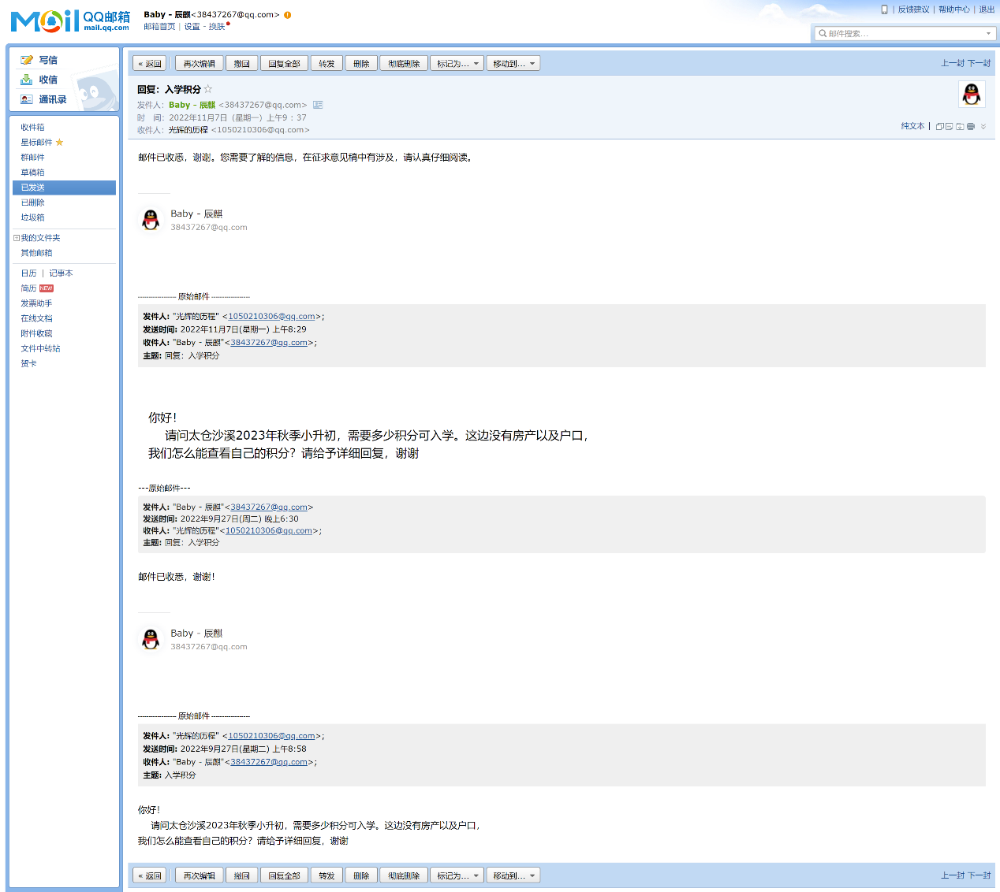 Mail QQ邮箱 mail.qq.com
Baby - 辰麒<38437267@qq.com>
邮箱首页 | 设置 - 换肤
| 反馈建议 | 帮助中心 | 退出
邮件搜索...
写信
收信
通讯录
收件箱
星标邮件
群邮件
草稿箱
已发送
已删除
垃圾箱
我的文件夹
其他邮箱
日历 | 记事本
简历 NEW
发票助手
在线文档
附件收藏
文件中转站
贺卡
« 返回 再次编辑 撤回 回复全部 转发 删除 彻底删除 标记为... 移动到... 上一封 下一封
回复：入学积分
发件人：Baby - 辰麒 <38437267@qq.com>
时　间：2022年11月7日（星期一）上午9：37
收件人：光辉的历程 <1050210306@qq.com>
纯文本 |
邮件已收悉，谢谢。您需要了解的信息，在征求意见稿中有涉及，请认真仔细阅读。
Baby - 辰麒
38437267@qq.com
------------------ 原始邮件 ------------------
发件人: "光辉的历程" <1050210306@qq.com>;
发送时间: 2022年11月7日(星期一) 上午8:29
收件人: "Baby - 辰麒"<38437267@qq.com>;
主题: 回复：入学积分
你好！
请问太仓沙溪2023年秋季小升初，需要多少积分可入学。这边没有房产以及户口，
我们怎么能查看自己的积分？请给予详细回复，谢谢
---原始邮件---
发件人: "Baby - 辰麒"<38437267@qq.com>
发送时间: 2022年9月27日(周二) 晚上6:30
收件人: "光辉的历程"<1050210306@qq.com>;
主题: 回复：入学积分
邮件已收悉，谢谢！
Baby - 辰麒
38437267@qq.com
------------------ 原始邮件 ------------------
发件人: "光辉的历程" <1050210306@qq.com>;
发送时间: 2022年9月27日(星期二) 上午8:58
收件人: "Baby - 辰麒"<38437267@qq.com>;
主题: 入学积分
你好！
请问太仓沙溪2023年秋季小升初，需要多少积分可入学。这边没有房产以及户口，
我们怎么能查看自己的积分？请给予详细回复，谢谢
« 返回 再次编辑 撤回 回复全部 转发 删除 彻底删除 标记为... 移动到... 上一封 下一封